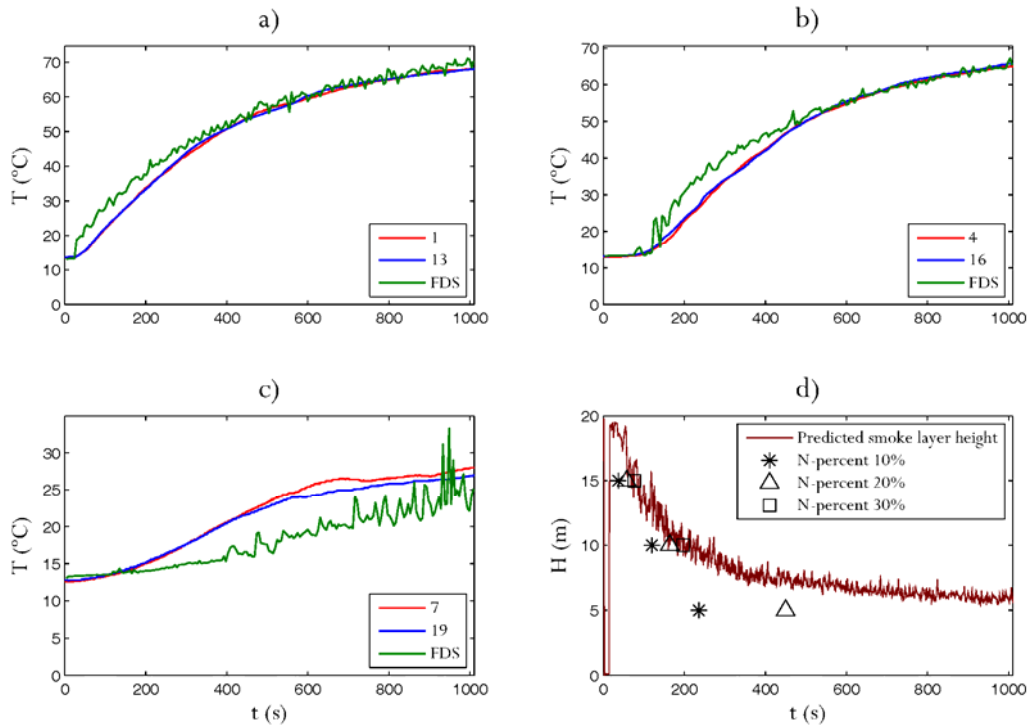 a)
70
60
50
40
30
20
10
0
T (°C)
0 200 400 600 800 1000
1
13
FDS
b)
70
60
50
40
30
20
10
0
T (°C)
0 200 400 600 800 1000
4
16
FDS
c)
30
25
20
15
10
5
0
T (°C)
0 200 400 600 800 1000
t (s)
7
19
FDS
d)
20
15
10
5
0
H (m)
0 200 400 600 800 1000
t (s)
Predicted smoke layer height
N-percent 10%
N-percent 20%
N-percent 30%